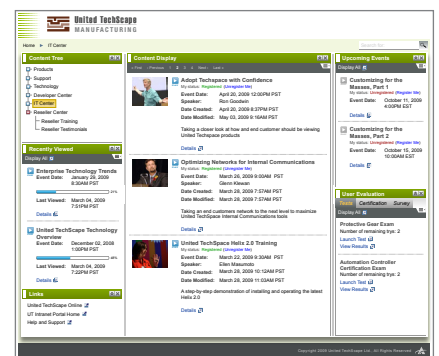 United TechScape
MANUFACTURING
Home ► IT Center
Search for
Content Tree
Products
Support
Technology
Developer Center
IT Center
Reseller Center
Reseller Training
Reseller Testimonials
Recently Viewed
Display All
Enterprise Technology Trends
Event Date: January 29, 2009
8:30AM PST
21%
Last Viewed: March 04, 2009
7:51PM PST
Details
United TechScape Technology
Overview
Event Date: December 02, 2008
1:00PM PST
Last Viewed: March 04, 2009
7:22PM PST
Details
Links
United TechScape Online
UT Intranet Portal Home
Help and Support
Content Display
Adopt Techspace with Confidence
My status: Registered (Unregister Me)
Event Date: April 20, 2009 12:00PM PST
Speaker: Ron Goodwin
Date Created: April 20, 2009 8:37PM PST
Date Modified: May 03, 2009 9:16AM PST
Taking a closer look at how and end customer should be viewing
United Techspace products
Details
Optimizing Networks for Internal Communications
My status: Registered (Unregister Me)
Event Date: March 26, 2009 9:00AM PST
Speaker: Glenn Klewan
Date Created: March 28, 2009 7:57AM PST
Date Modified: March 28, 2009 7:57AM PST
Taking an end customers network to the next level to maximize
United TechSpace Internal Communications tools
Details
United TechSpace Helix 2.0 Training
My status: Registered (Unregister Me)
Event Date: March 22, 2009 9:30AM PST
Speaker: Ellen Masumoto
Date Created: March 28, 2009 10:12AM PST
Date Modified: March 28, 2009 11:03AM PST
A step-by-step demonstration of installing and operating the latest
Helix 2.0
Details
Upcoming Events
Display All
Customizing for the
Masses, Part 1
My status: Unregistered (Register Me)
Event Date: October 11, 2009
4:00PM EST
Details
Customizing for the
Masses, Part 2
My status: Unregistered (Register Me)
Event Date: October 15, 2009
10:00AM EST
Details
User Evaluation
Tests Certification Survey
Display All
Protective Gear Exam
Number of remaining trys: 2
Launch Test
View Results
Automation Controller
Certification Exam
Number of remaining trys: 2
Launch Test
View Results
Copyright 2009 United TechScape Ltd. All Rights Reserved